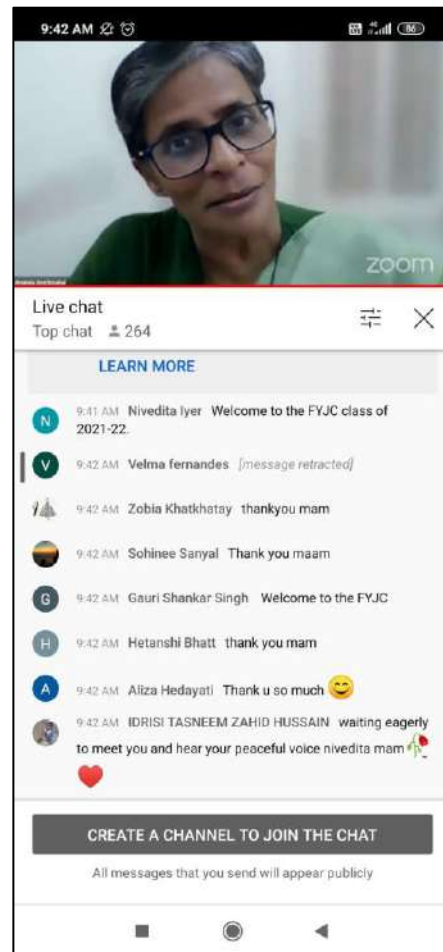 9:42 AM
4G
86
zoom
Live chat
Top chat 264
LEARN MORE
N
9:41 AM Nivedita Iyer Welcome to the FYJC class of
2021-22.
V
9:42 AM Velma fernandes [message retracted]
9:42 AM Zobia Khatkhatay thankyou mam
9:42 AM Sohinee Sanyal Thank you maam
G
9:42 AM Gauri Shankar Singh Welcome to the FYJC
H
9:42 AM Hetanshi Bhatt thank you mam
A
9:42 AM Aliza Hedayati Thank u so much 😊
9:42 AM IDRISI TASNEEM ZAHID HUSSAIN waiting eagerly
to meet you and hear your peaceful voice nivedita mam 🥀
❤️
CREATE A CHANNEL TO JOIN THE CHAT
All messages that you send will appear publicly